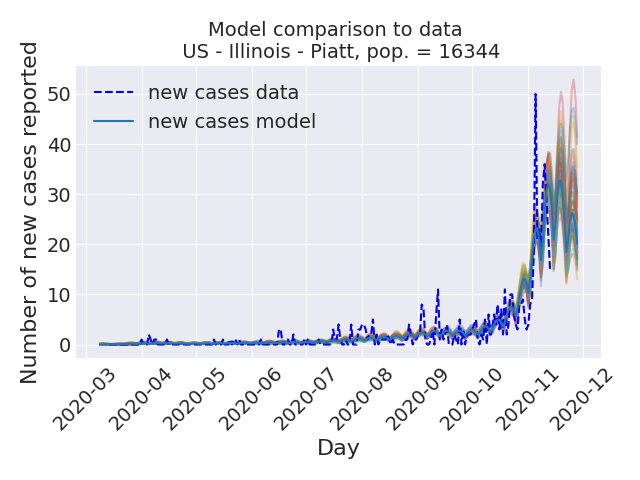 Model comparison to data
US - Illinois - Piatt, pop. = 16344
Number of new cases reported
50
40
30
20
10
0
new cases data
new cases model
2020-03
2020-04
2020-05
2020-06
2020-07
2020-08
2020-09
2020-10
2020-11
2020-12
Day